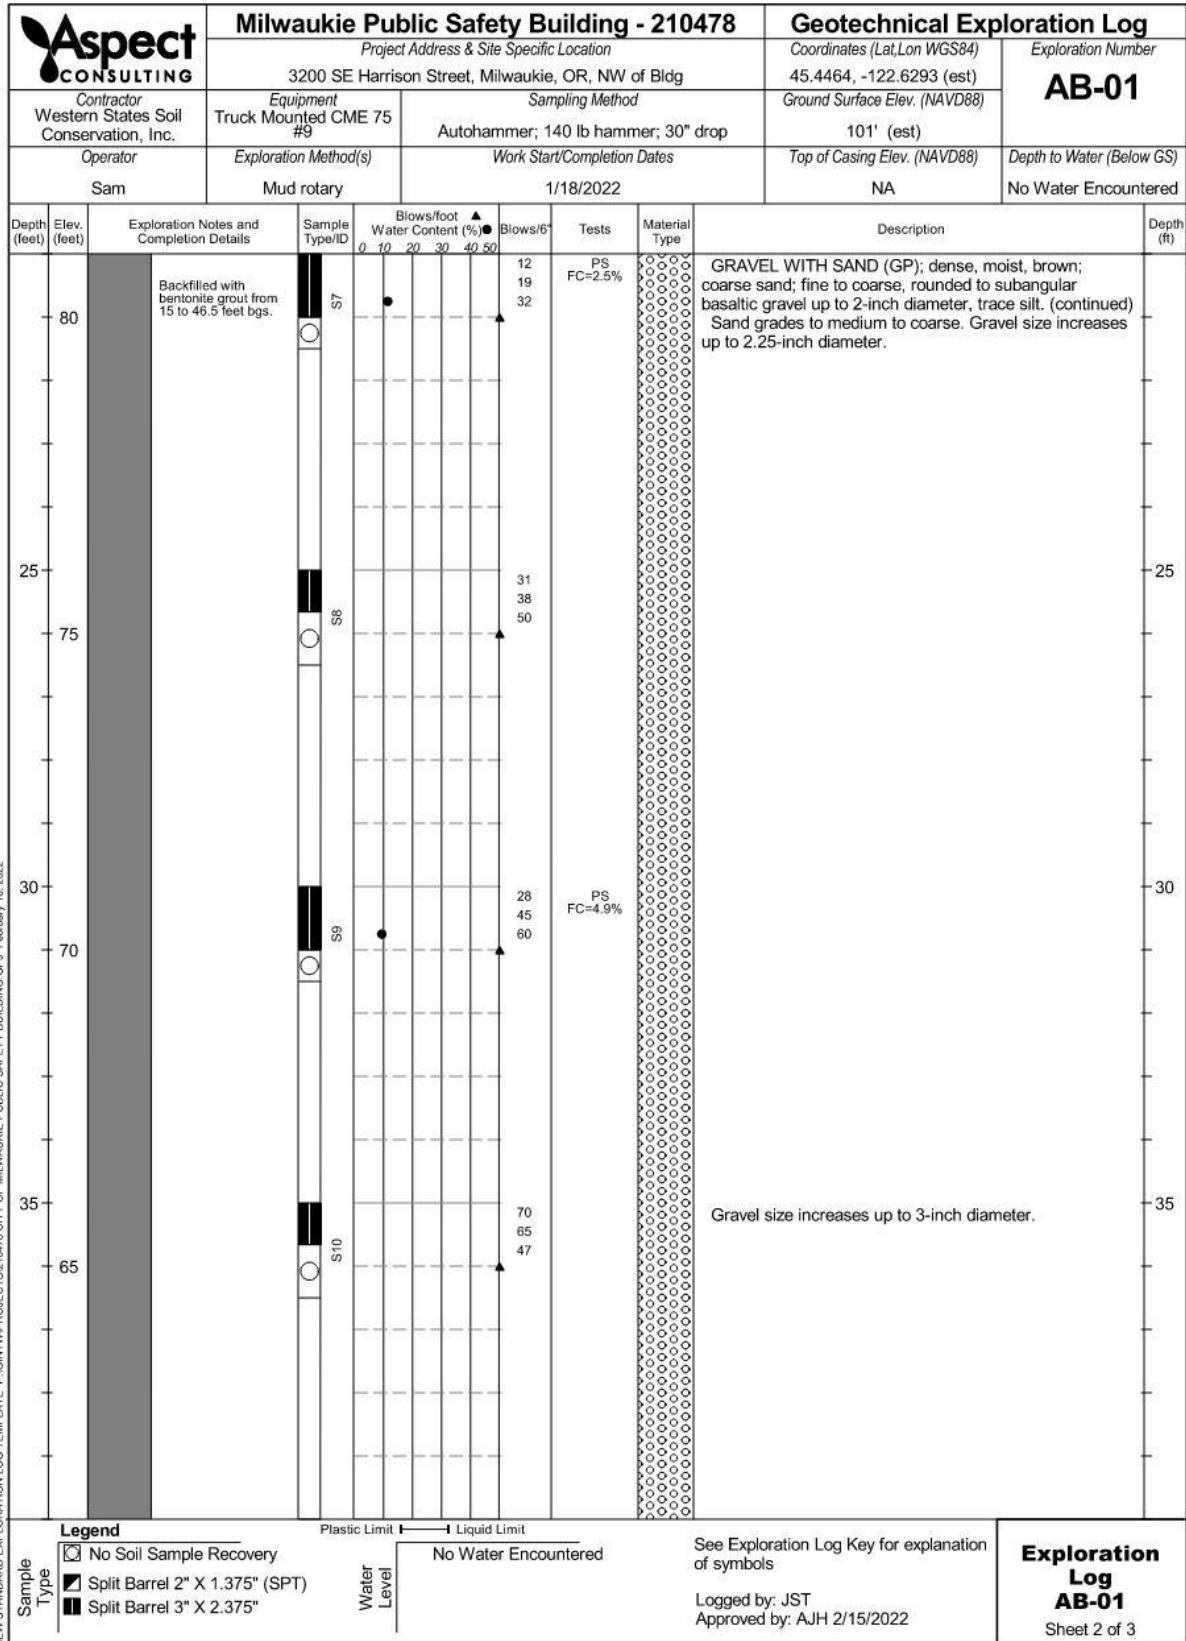 Aspect
CONSULTING
Milwaukie Public Safety Building - 210478
Geotechnical Exploration Log
Project Address & Site Specific Location
3200 SE Harrison Street, Milwaukie, OR, NW of Bldg
Coordinates (Lat,Lon WGS84)
45.4464, -122.6293 (est)
Exploration Number
AB-01
Contractor
Western States Soil
Conservation, Inc.
Equipment
Truck Mounted CME 75
#9
Sampling Method
Autohammer; 140 lb hammer; 30" drop
Ground Surface Elev. (NAVD88)
101' (est)
Operator
Sam
Exploration Method(s)
Mud rotary
Work Start/Completion Dates
1/18/2022
Top of Casing Elev. (NAVD88)
NA
Depth to Water (Below GS)
No Water Encountered
Depth
(feet)
Elev.
(feet)
Exploration Notes and
Completion Details
Sample
Type/ID
Blows/foot
Water Content (%)
0 10 20 30 40 50
Blows/6"
Tests
Material
Type
Description
Depth
(ft)
Backfilled with
bentonite grout from
15 to 46.5 feet bgs.
80
S7
12
19
32
PS
FC=2.5%
GRAVEL WITH SAND (GP); dense, moist, brown;
coarse sand; fine to coarse, rounded to subangular
basaltic gravel up to 2-inch diameter, trace silt. (continued)
Sand grades to medium to coarse. Gravel size increases
up to 2.25-inch diameter.
25
75
S8
31
38
50
25
30
70
S9
28
45
60
PS
FC=4.9%
30
35
65
S10
70
65
47
Gravel size increases up to 3-inch diameter.
35
Legend
Sample
Type
No Soil Sample Recovery
Split Barrel 2" X 1.375" (SPT)
Split Barrel 3" X 2.375"
Plastic Limit
Liquid Limit
Water
Level
No Water Encountered
See Exploration Log Key for explanation
of symbols
Logged by: JST
Approved by: AJH 2/15/2022
Exploration
Log
AB-01
Sheet 2 of 3